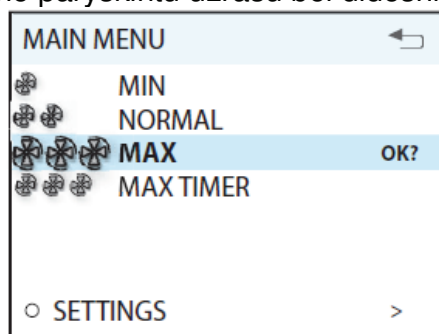 MAIN MENU
MIN
NORMAL
MAX OK?
MAX TIMER
SETTINGS >